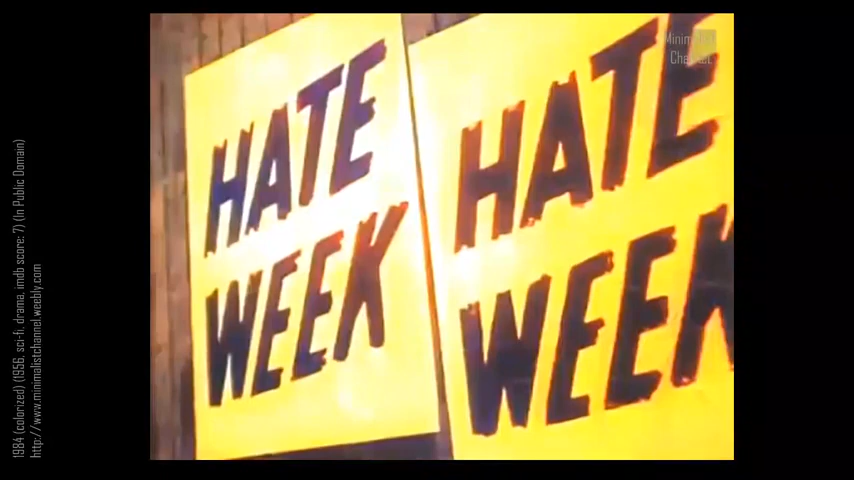 1984 (colorized) (1956, sci-fi, drama, imdb score: 7) (In Public Domain)
http://www.minimalistchannel.weebly.com
HATE
WEEK
HATE
WEEK